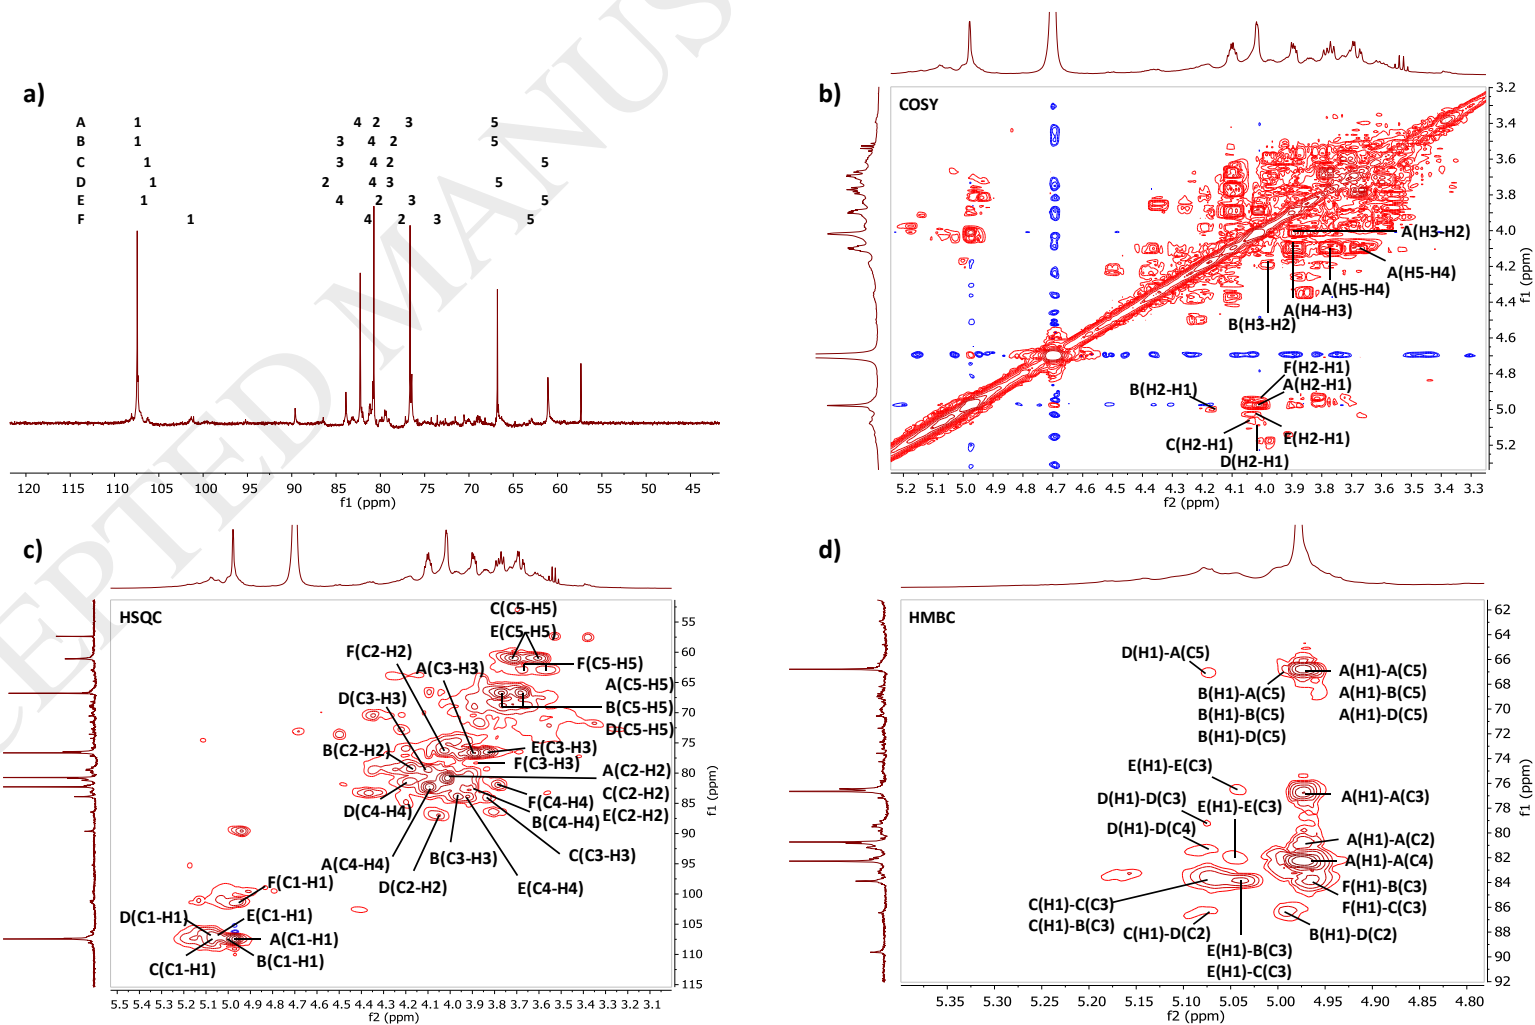 ACCEPTED MANUS
a)
A 1 4 2 3 5
B 1 3 4 2 5
C 1 3 4 2 5
D 1 2 4 3 5
E 1 4 2 3 5
F 1 4 2 3 5
120 115 110 105 100 95 90 85 80 75 70 65 60 55 50 45
f1 (ppm)
b)
COSY
A(H3-H2)
A(H5-H4)
A(H5-H4)
A(H4-H3)
B(H3-H2)
F(H2-H1)
B(H2-H1)
A(H2-H1)
C(H2-H1)
E(H2-H1)
D(H2-H1)
3.2
3.4
3.6
3.8
4.0
4.2
4.4
4.6
4.8
5.0
5.2
f1 (ppm)
5.2 5.1 5.0 4.9 4.8 4.7 4.6 4.5 4.4 4.3 4.2 4.1 4.0 3.9 3.8 3.7 3.6 3.5 3.4 3.3
f2 (ppm)
c)
HSQC
C(C5-H5)
E(C5-H5)
F(C2-H2)
A(C3-H3)
F(C5-H5)
A(C5-H5)
D(C3-H3)
B(C5-H5)
D(C5-H5)
B(C2-H2)
E(C3-H3)
F(C3-H3)
A(C2-H2)
C(C2-H2)
D(C4-H4)
F(C4-H4)
E(C2-H2)
B(C4-H4)
A(C4-H4)
B(C3-H3)
C(C3-H3)
D(C2-H2)
E(C4-H4)
F(C1-H1)
D(C1-H1)
E(C1-H1)
A(C1-H1)
B(C1-H1)
C(C1-H1)
55
60
65
70
75
80
85
90
95
100
105
110
115
f1 (ppm)
5.5 5.4 5.3 5.2 5.1 5.0 4.9 4.8 4.7 4.6 4.5 4.4 4.3 4.2 4.1 4.0 3.9 3.8 3.7 3.6 3.5 3.4 3.3 3.2 3.1
f2 (ppm)
d)
HMBC
D(H1)-A(C5)
B(H1)-A(C5)
B(H1)-B(C5)
B(H1)-D(C5)
A(H1)-A(C5)
A(H1)-B(C5)
A(H1)-D(C5)
E(H1)-E(C3)
D(H1)-D(C3)
E(H1)-E(C3)
A(H1)-A(C3)
D(H1)-D(C4)
A(H1)-A(C2)
A(H1)-A(C4)
F(H1)-B(C3)
F(H1)-C(C3)
C(H1)-C(C3)
C(H1)-B(C3)
C(H1)-D(C2)
B(H1)-D(C2)
E(H1)-B(C3)
E(H1)-C(C3)
62
64
66
68
70
72
74
76
78
80
82
84
86
88
90
92
f1 (ppm)
5.35 5.30 5.25 5.20 5.15 5.10 5.05 5.00 4.95 4.90 4.85 4.80
f2 (ppm)